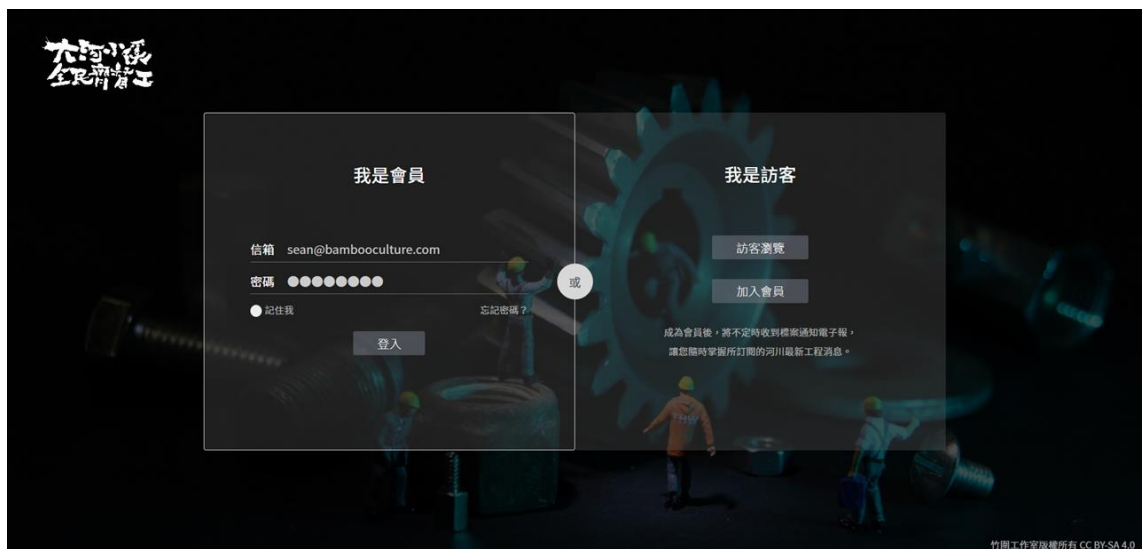 大河小溪
全民齊督工
我是會員
信箱 sean@bambooculture.com
密碼 ●●●●●●●●
記住我 忘記密碼？
登入
或
我是訪客
訪客瀏覽
加入會員
成為會員後，將不定時收到標案通知電子報，
讓您隨時掌握所訂閱的河川最新工程消息。
THW
竹圍工作室版權所有 CC BY-SA 4.0